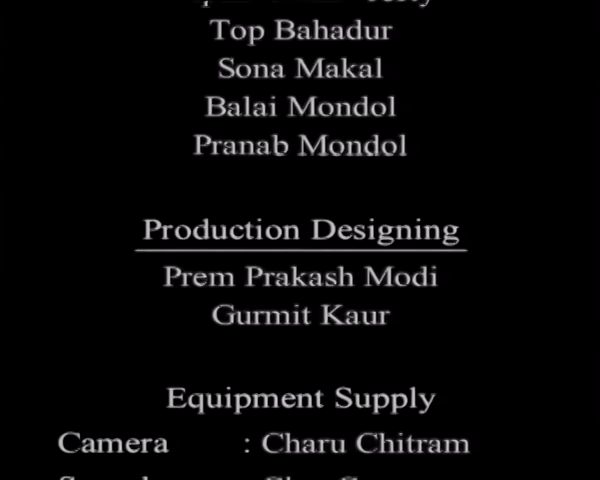 Top Bahadur
Sona Makal
Balai Mondol
Pranab Mondol
Production Designing
Prem Prakash Modi
Gurmit Kaur
Equipment Supply
Camera : Charu Chitram